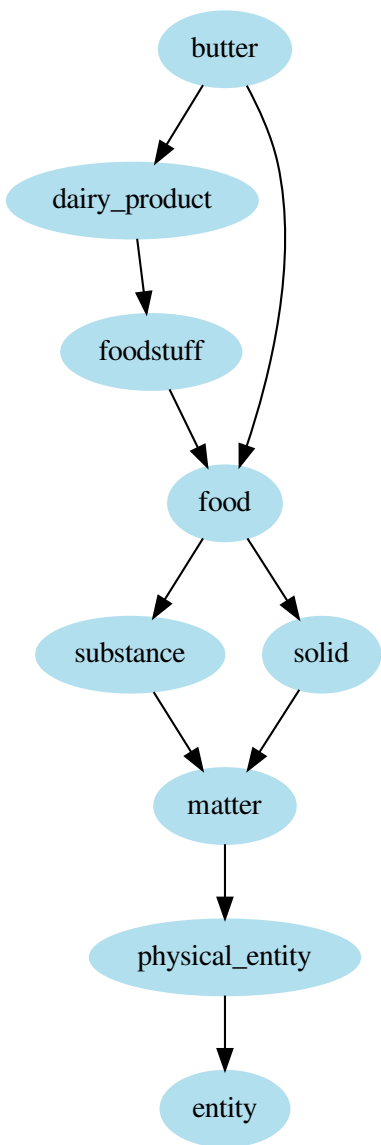 butter
dairy_product
foodstuff
food
substance
solid
matter
physical_entity
entity